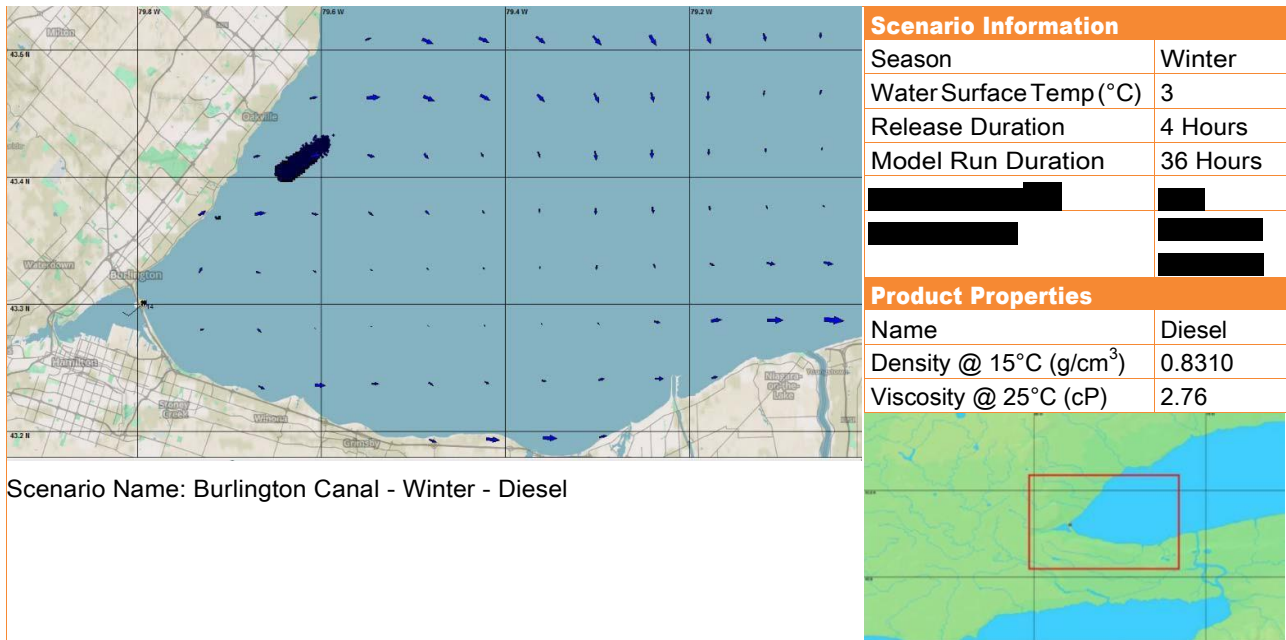 79.8 W
79.6 W
79.4 W
79.2 W
Milton
43.5 N
Oakville
43.4 N
Waterdown
Burlington
43.3 N
14
Hamilton
Stoney
Creek
Winona
Grimsby
Niagara-
on-the-
Lake
Youngstown
43.2 N
Scenario Name: Burlington Canal - Winter - Diesel
Scenario Information
Season Winter
Water Surface Temp (°C) 3
Release Duration 4 Hours
Model Run Duration 36 Hours
Product Properties
Name Diesel
Density @ 15°C (g/cm³) 0.8310
Viscosity @ 25°C (cP) 2.76